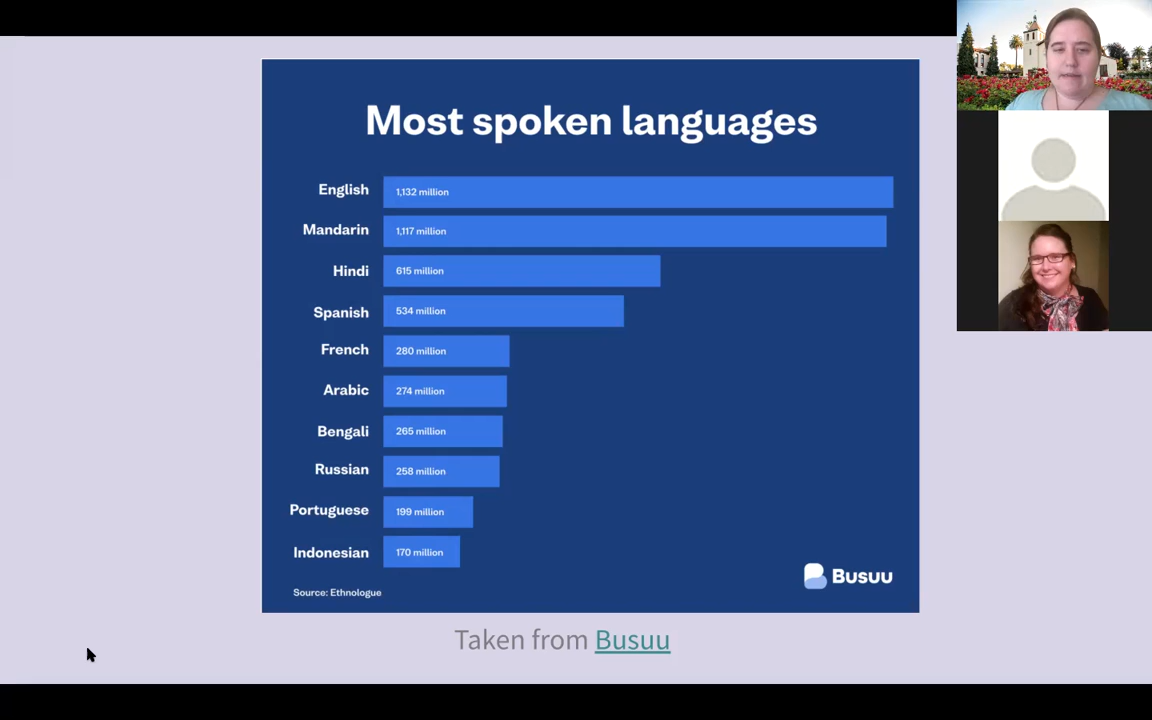 Most spoken languages
English 1,132 million
Mandarin 1,117 million
Hindi 615 million
Spanish 534 million
French 280 million
Arabic 274 million
Bengali 265 million
Russian 258 million
Portuguese 199 million
Indonesian 170 million
Source: Ethnologue
Busuu
Taken from Busuu